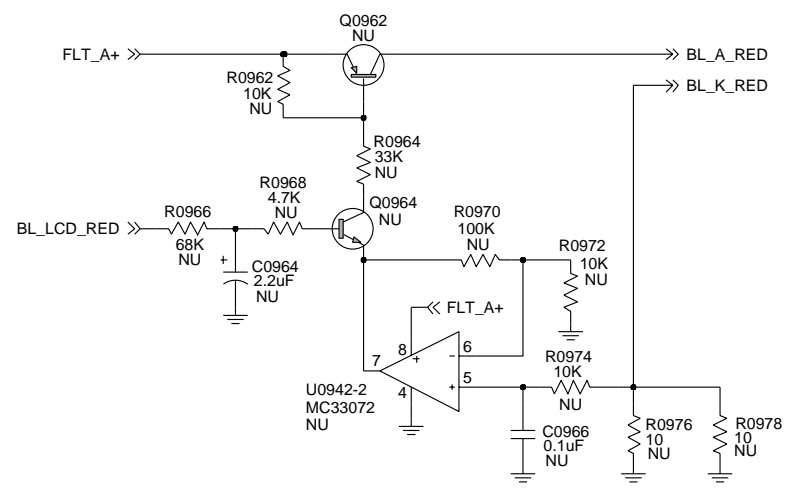 Q0962
NU
FLT_A+
BL_A_RED
R0962
10K
NU
BL_K_RED
R0964
33K
NU
R0968
4.7K
NU
Q0964
NU
R0966
68K
NU
BL_LCD_RED
R0970
100K
NU
R0972
10K
NU
+
C0964
2.2uF
NU
FLT_A+
8
+
7
6
-
5
+
4
U0942-2
MC33072
NU
R0974
10K
NU
C0966
0.1uF
NU
R0976
10
NU
R0978
10
NU